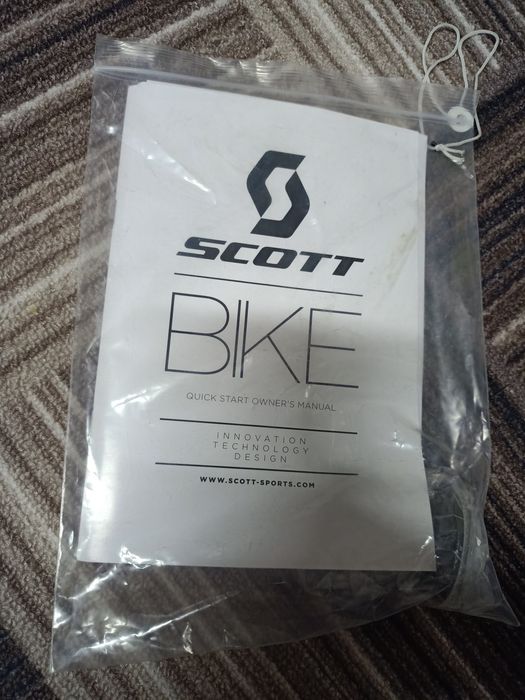 SCOTT
BIKE
QUICK START OWNER'S MANUAL
INNOVATION
TECHNOLOGY
DESIGN
WWW.SCOTT-SPORTS.COM